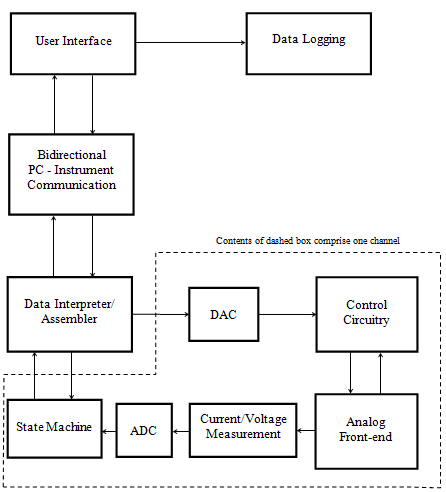 User Interface
Data Logging
Bidirectional
PC - Instrument
Communication
Contents of dashed box comprise one channel
Data Interpreter/
Assembler
DAC
Control
Circuitry
State Machine
ADC
Current/Voltage
Measurement
Analog
Front-end